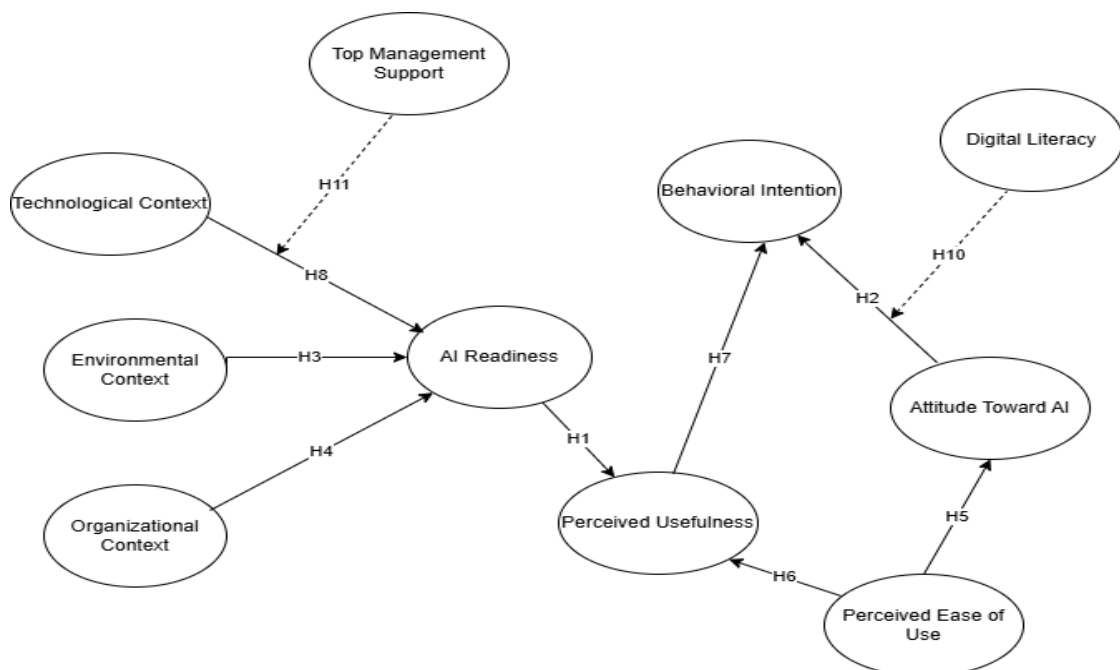 Top Management
Support
Digital Literacy
Technological Context
Behavioral Intention
H11
H10
H8
H2
Environmental
Context
H3
AI Readiness
H7
Attitude Toward AI
H4
H1
Organizational
Context
Perceived Usefulness
H5
H6
Perceived Ease of
Use